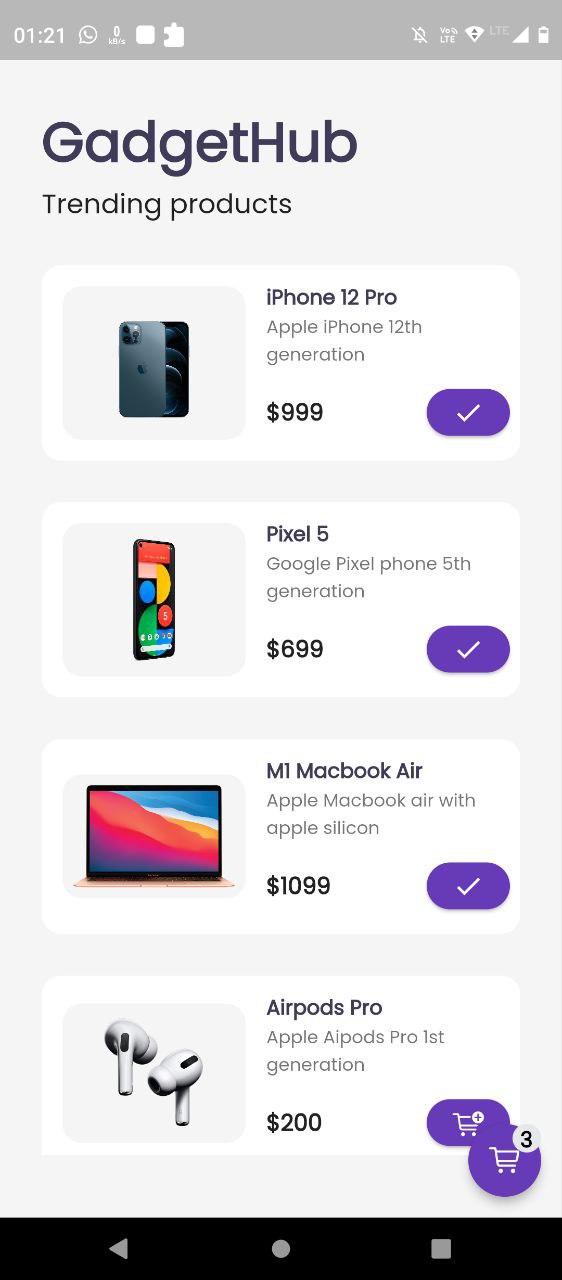 01:21 0 kB/s Vo LTE LTE
GadgetHub
Trending products
iPhone 12 Pro
Apple iPhone 12th
generation
$999
Pixel 5
Google Pixel phone 5th
generation
$699
5
M1 Macbook Air
Apple Macbook air with
apple silicon
$1099
Airpods Pro
Apple Aipods Pro 1st
generation
$200
3